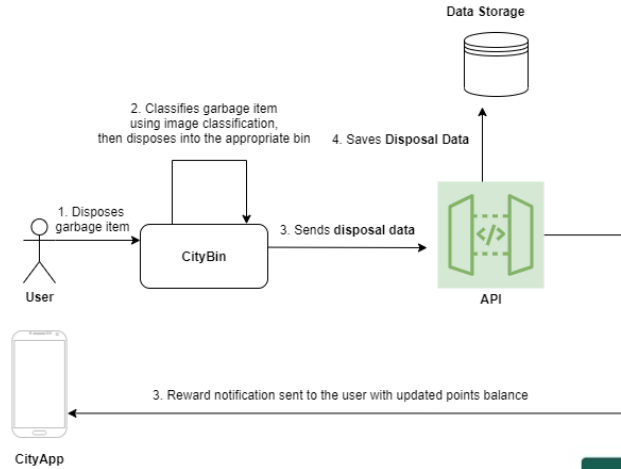 Data Storage
2. Classifies garbage item
using image classification,
then disposes into the appropriate bin
4. Saves Disposal Data
1. Disposes
garbage item
3. Sends disposal data
</>
CityBin
User
API
3. Reward notification sent to the user with updated points balance
CityApp